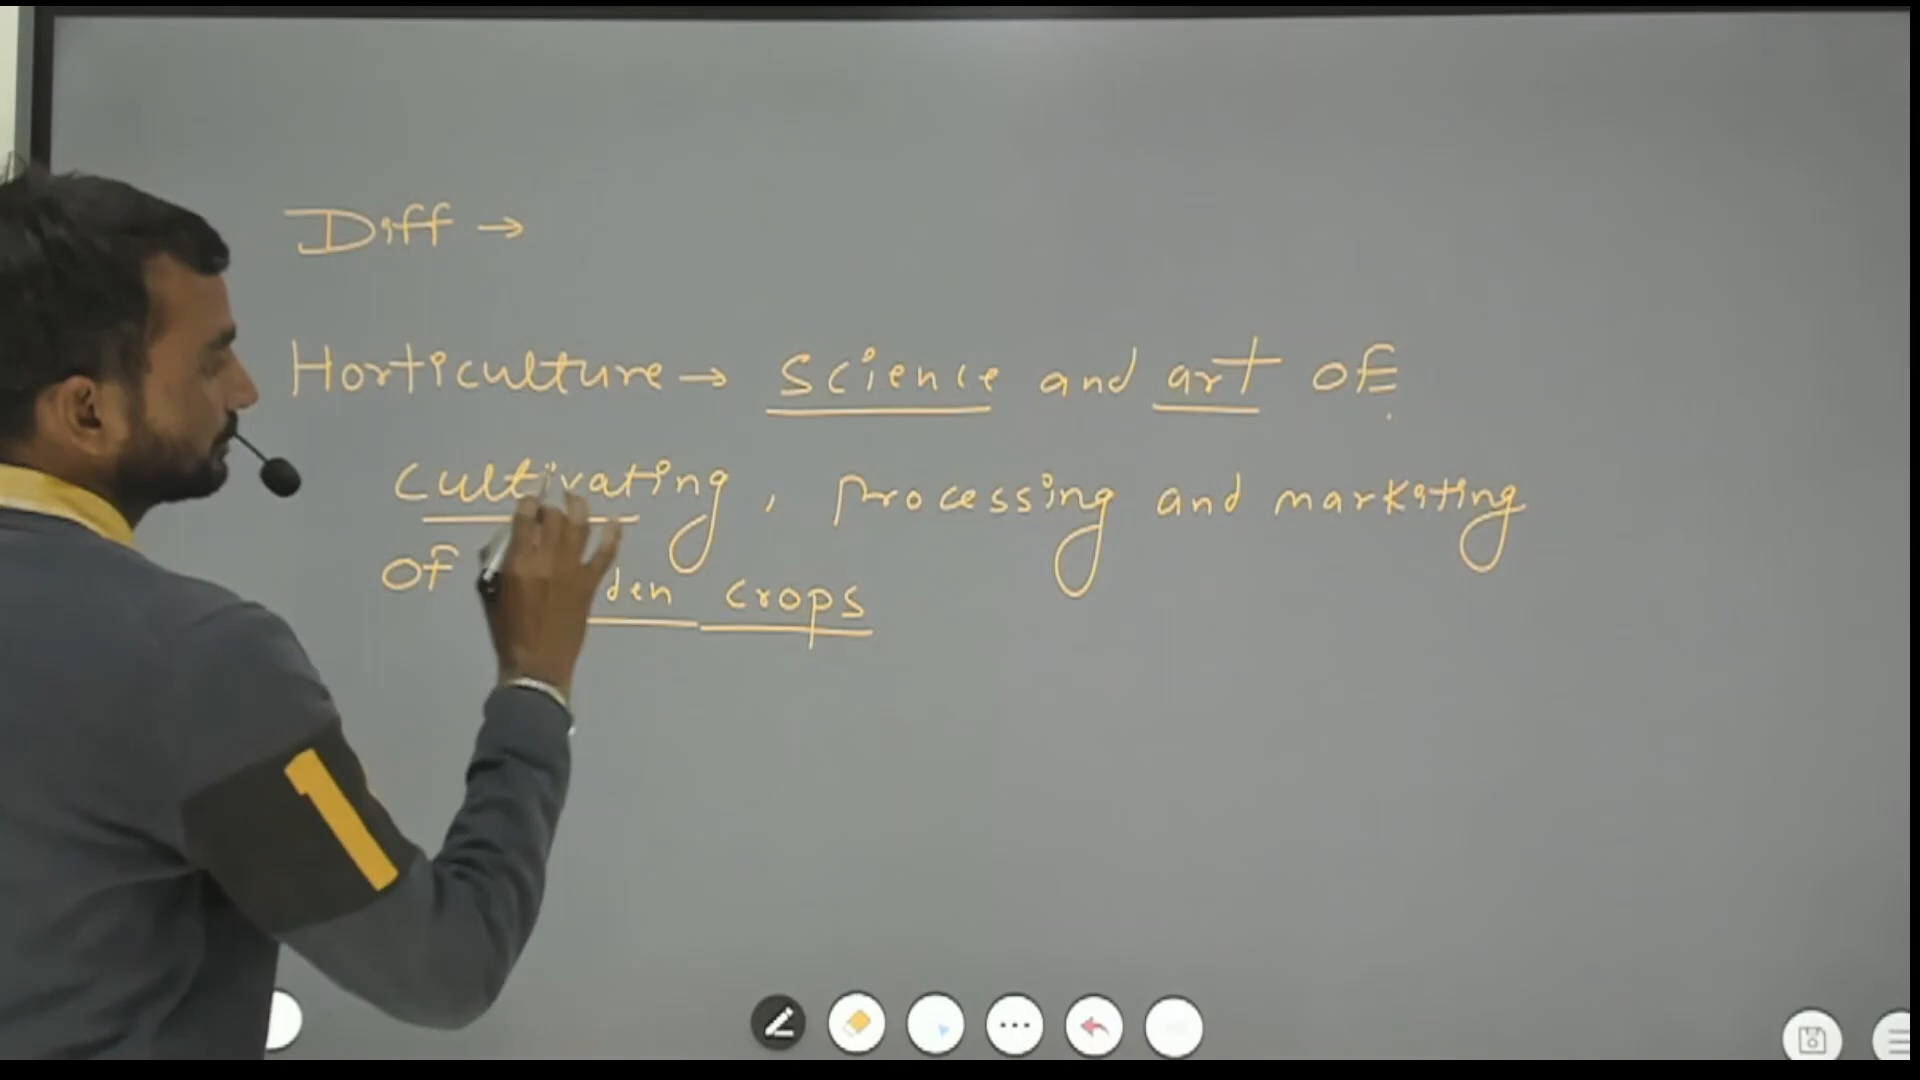 Diff →
Horticulture → science and art of
cultivating, processing and marketing
of den crops